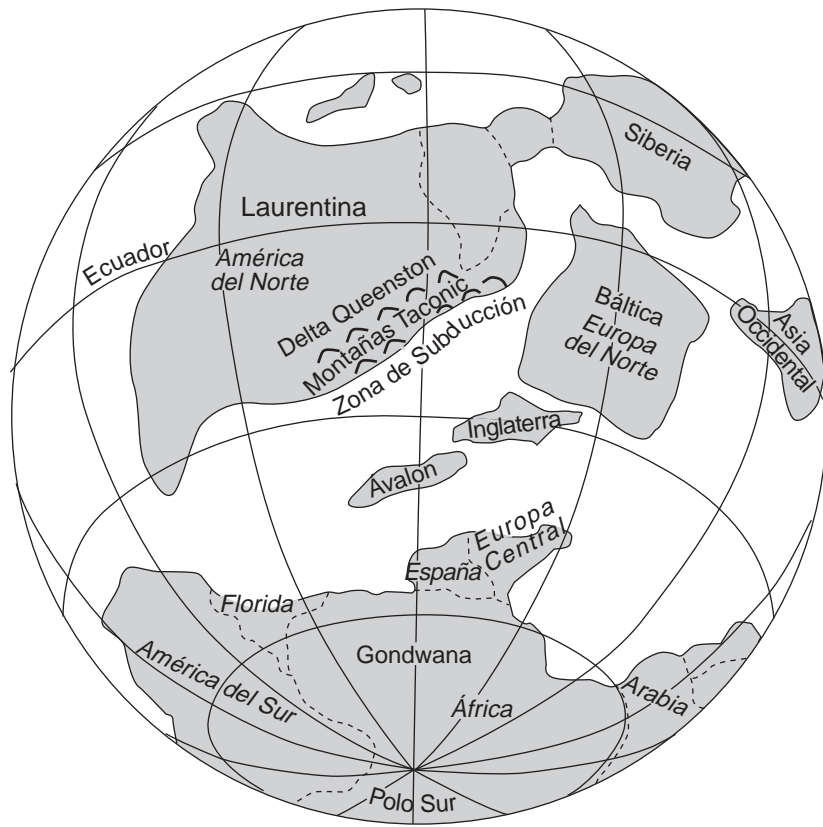 Siberia
Laurentina
Ecuador
América
del Norte
Delta Queenston
Montañas Taconic
Zona de Subducción
Báltica
Europa
del Norte
Asia
Occidental
Inglaterra
Avalon
Europa
Central
España
Florida
Gondwana
América del Sur
África
Arabia
Polo Sur